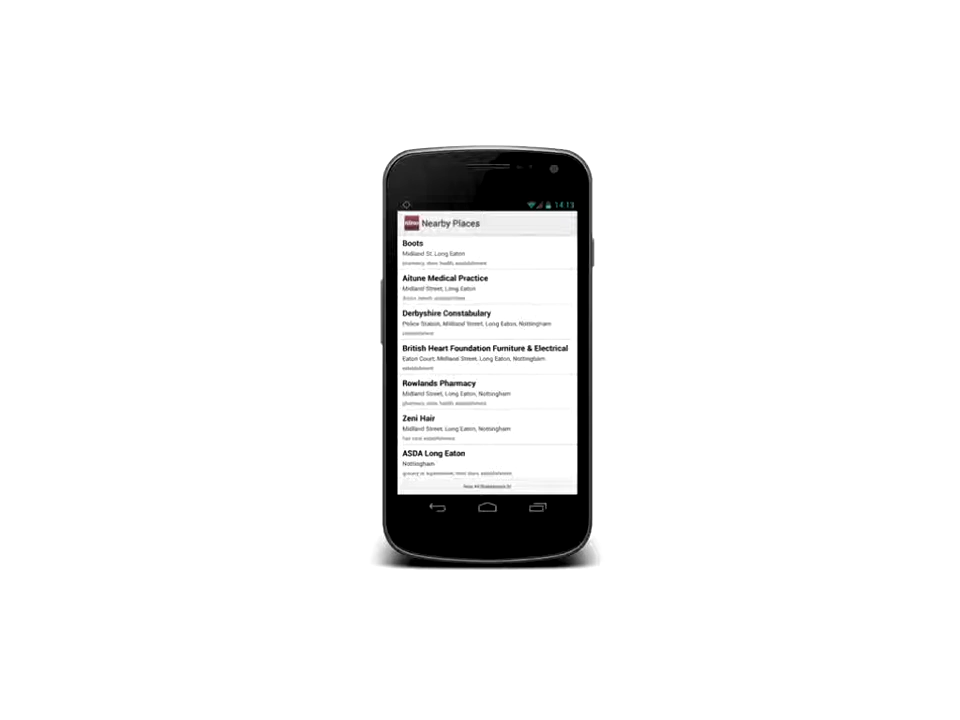 14:13
Nearby Places
Boots
Midland St, Long Eaton
pharmacy, store, health, establishment
Aitune Medical Practice
Midland Street, Long Eaton
doctor, health, establishment
Derbyshire Constabulary
Police Station, Midland Street, Long Eaton, Nottingham
establishment
British Heart Foundation Furniture & Electrical
Eaton Court, Midland Street, Long Eaton, Nottingham
establishment
Rowlands Pharmacy
Midland Street, Long Eaton, Nottingham
pharmacy, store, health, establishment
Zeni Hair
Midland Street, Long Eaton, Nottingham
hair care, establishment
ASDA Long Eaton
Nottingham
grocery or supermarket, food, store, establishment